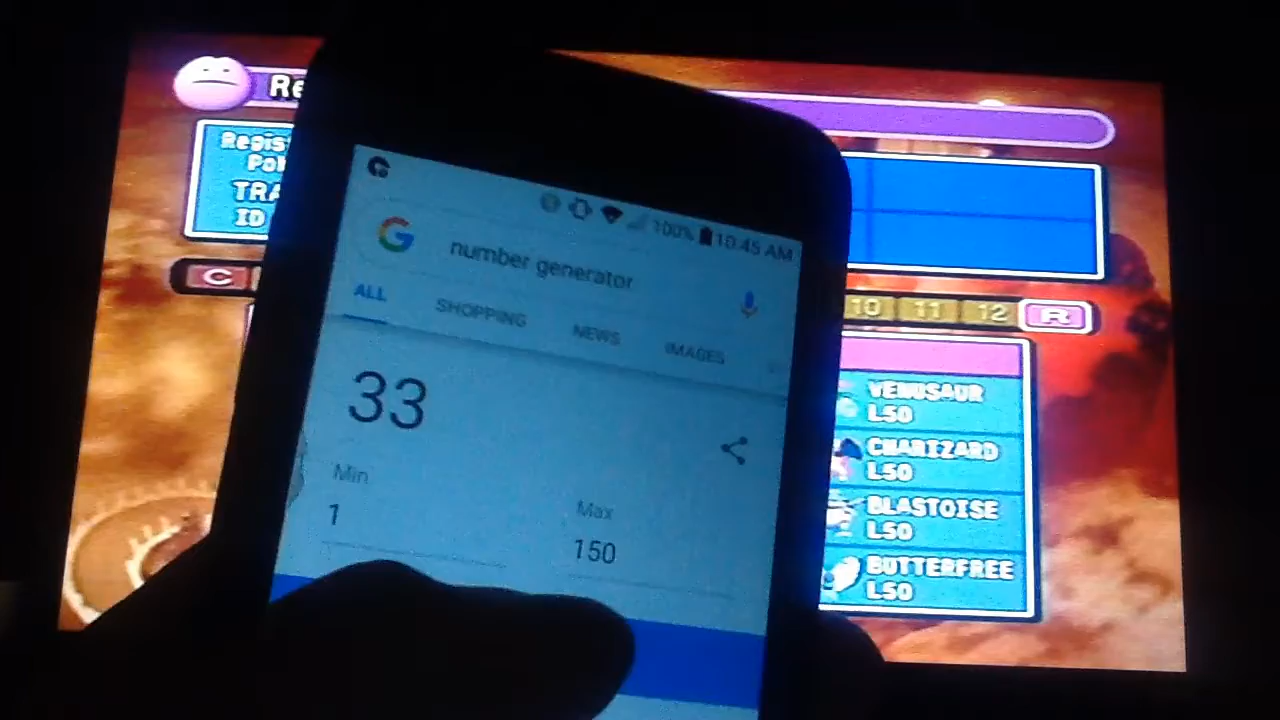 Re
Regis
Pok
TRA
ID
C
100% 10:45 AM
G
number generator
ALL SHOPPING NEWS IMAGES
33
Min
1
Max
150
10 11 12 R
VENUSAUR
L50
CHARIZARD
L50
BLASTOISE
L50
BUTTERFREE
L50